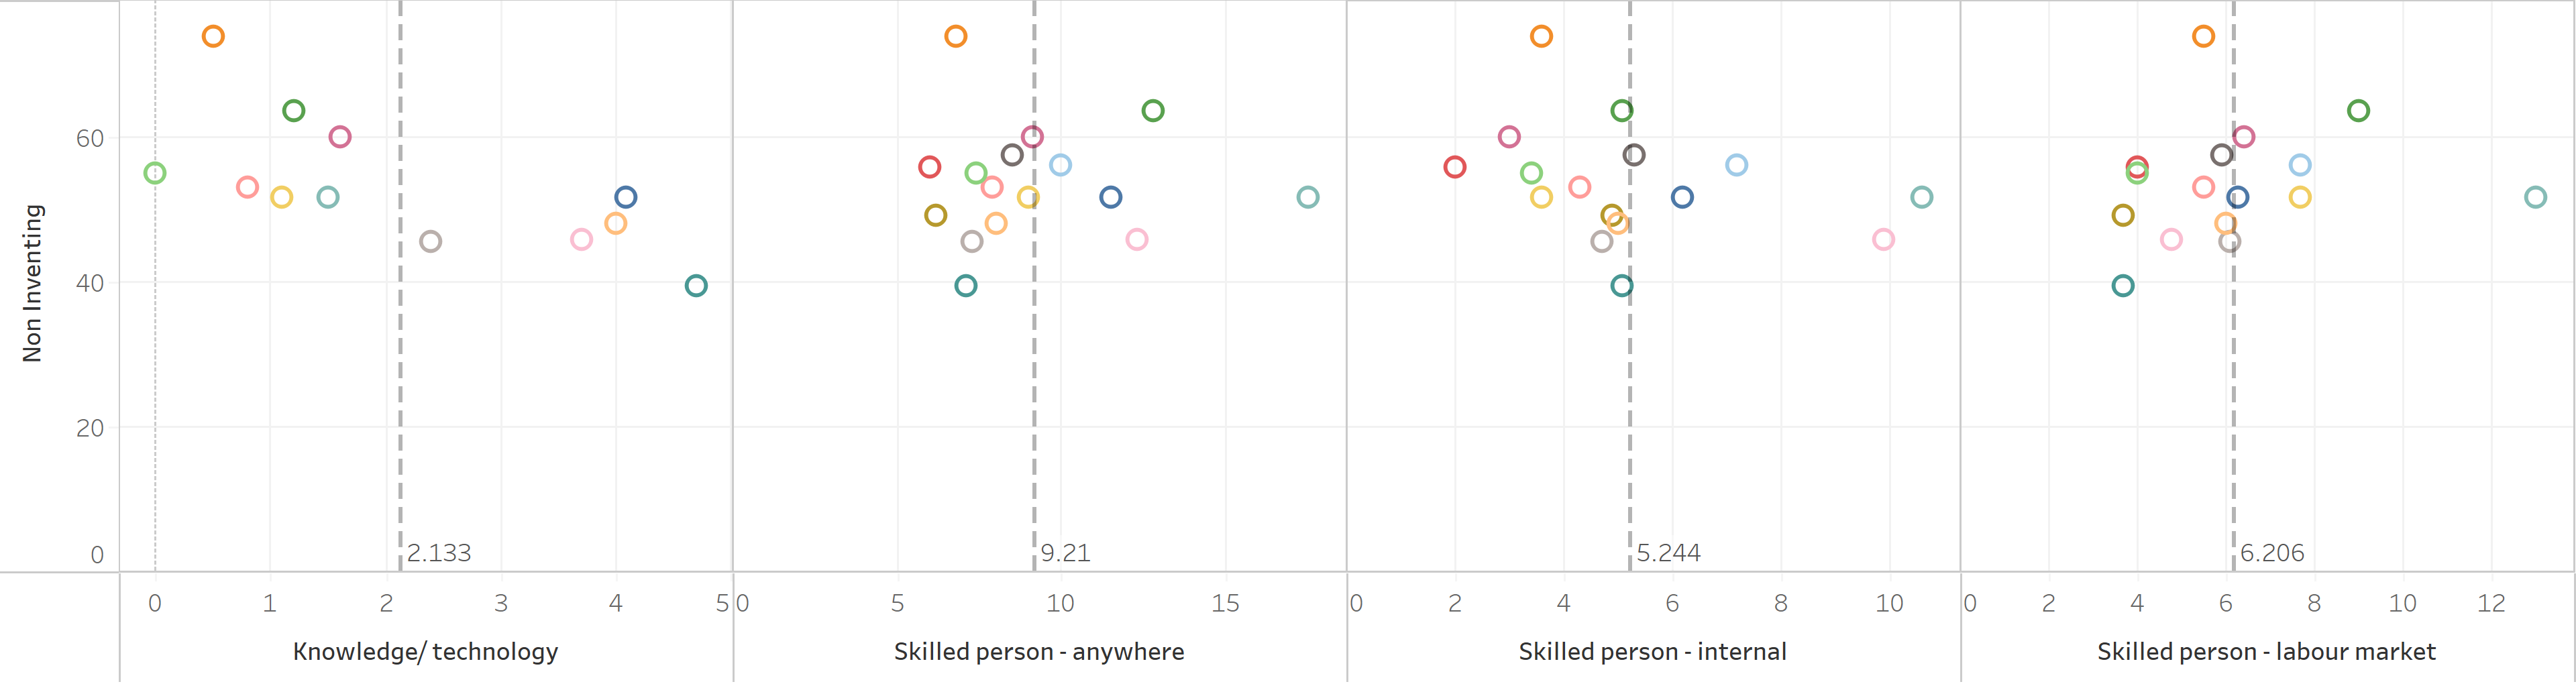 Non Inventing
60
40
20
0
2.133
9.21
5.244
6.206
0 1 2 3 4 5 0 5 10 15 0 2 4 6 8 10 0 2 4 6 8 10 12
Knowledge/ technology
Skilled person - anywhere
Skilled person - internal
Skilled person - labour market